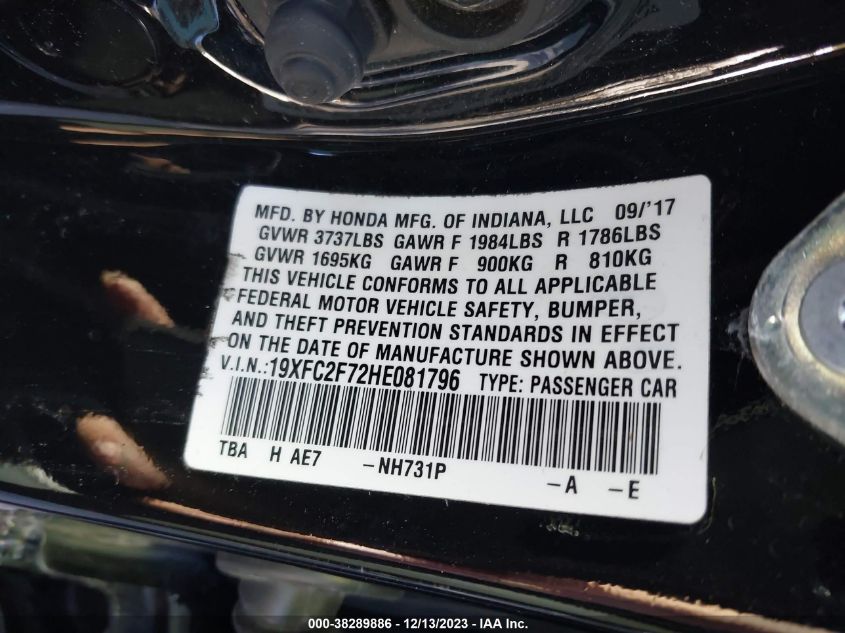 MFD. BY HONDA MFG. OF INDIANA, LLC 09/'17
GVWR 3737LBS GAWR F 1984LBS R 1786LBS
GVWR 1695KG GAWR F 900KG R 810KG
THIS VEHICLE CONFORMS TO ALL APPLICABLE
FEDERAL MOTOR VEHICLE SAFETY, BUMPER,
AND THEFT PREVENTION STANDARDS IN EFFECT
ON THE DATE OF MANUFACTURE SHOWN ABOVE.
V.I.N.:19XFC2F72HE081796 TYPE: PASSENGER CAR
TBA H AE7 -NH731P -A -E
000-38289886 - 12/13/2023 - IAA Inc.